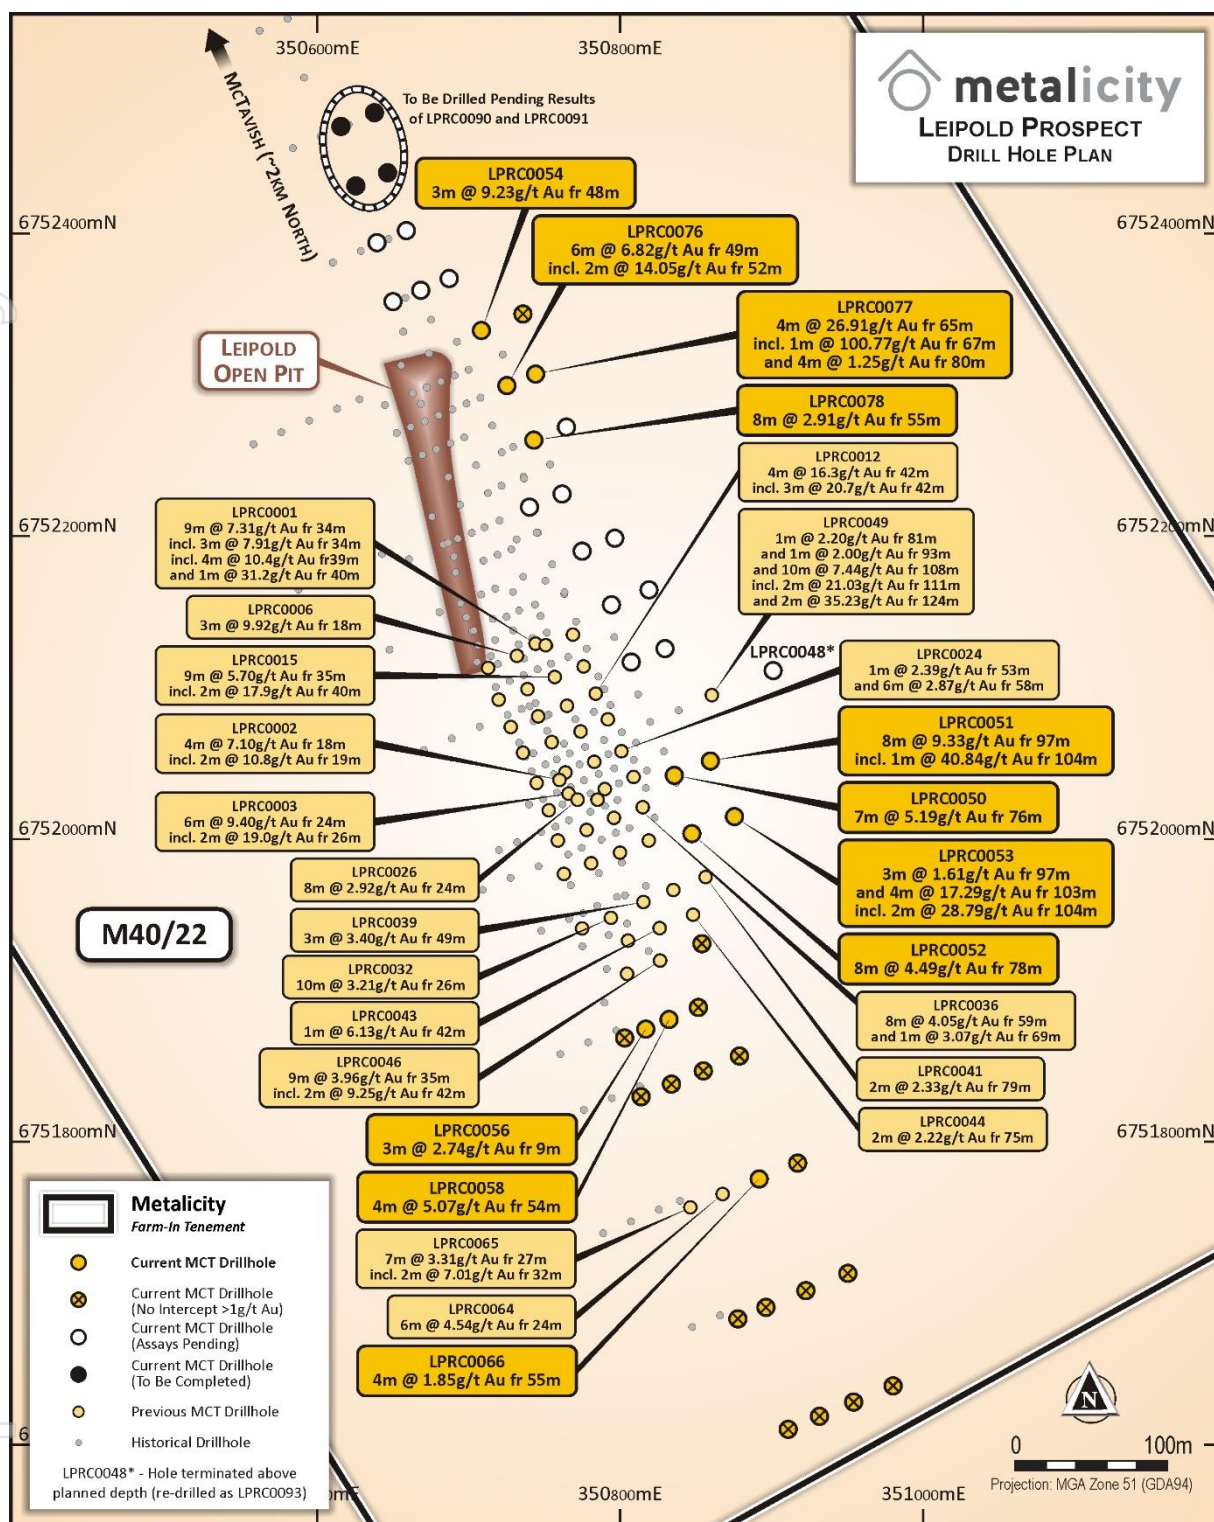 350600mE
350800mE
metalicity
LEIPOLD PROSPECT
DRILL HOLE PLAN
MCTAVISH (~2KM NORTH)
To Be Drilled Pending Results
of LPRC0090 and LPRC0091
6752400mN
6752400mN
LPRC0054
3m @ 9.23g/t Au fr 48m
LPRC0076
6m @ 6.82g/t Au fr 49m
incl. 2m @ 14.05g/t Au fr 52m
LPRC0077
4m @ 26.91g/t Au fr 65m
incl. 1m @ 100.77g/t Au fr 67m
and 4m @ 1.25g/t Au fr 80m
LEIPOLD
OPEN PIT
LPRC0078
8m @ 2.91g/t Au fr 55m
LPRC0012
4m @ 16.3g/t Au fr 42m
incl. 3m @ 20.7g/t Au fr 42m
6752200mN
6752200mN
LPRC0001
9m @ 7.31g/t Au fr 34m
incl. 3m @ 7.91g/t Au fr 34m
incl. 4m @ 10.4g/t Au fr39m
and 1m @ 31.2g/t Au fr 40m
LPRC0049
1m @ 2.20g/t Au fr 81m
and 1m @ 2.00g/t Au fr 93m
and 10m @ 7.44g/t Au fr 108m
incl. 2m @ 21.03g/t Au fr 111m
and 2m @ 35.23g/t Au fr 124m
LPRC0006
3m @ 9.92g/t Au fr 18m
LPRC0015
9m @ 5.70g/t Au fr 35m
incl. 2m @ 17.9g/t Au fr 40m
LPRC0048*
LPRC0024
1m @ 2.39g/t Au fr 53m
and 6m @ 2.87g/t Au fr 58m
LPRC0002
4m @ 7.10g/t Au fr 18m
incl. 2m @ 10.8g/t Au fr 19m
LPRC0051
8m @ 9.33g/t Au fr 97m
incl. 1m @ 40.84g/t Au fr 104m
LPRC0050
7m @ 5.19g/t Au fr 76m
LPRC0003
6m @ 9.40g/t Au fr 24m
incl. 2m @ 19.0g/t Au fr 26m
6752000mN
6752000mN
LPRC0053
3m @ 1.61g/t Au fr 97m
and 4m @ 17.29g/t Au fr 103m
incl. 2m @ 28.79g/t Au fr 104m
LPRC0026
8m @ 2.92g/t Au fr 24m
M40/22
LPRC0039
3m @ 3.40g/t Au fr 49m
LPRC0052
8m @ 4.49g/t Au fr 78m
LPRC0032
10m @ 3.21g/t Au fr 26m
LPRC0036
8m @ 4.05g/t Au fr 59m
and 1m @ 3.07g/t Au fr 69m
LPRC0043
1m @ 6.13g/t Au fr 42m
LPRC0046
9m @ 3.96g/t Au fr 35m
incl. 2m @ 9.25g/t Au fr 42m
LPRC0041
2m @ 2.33g/t Au fr 79m
LPRC0044
2m @ 2.22g/t Au fr 75m
6751800mN
6751800mN
LPRC0056
3m @ 2.74g/t Au fr 9m
LPRC0058
4m @ 5.07g/t Au fr 54m
LPRC0065
7m @ 3.31g/t Au fr 27m
incl. 2m @ 7.01g/t Au fr 32m
LPRC0064
6m @ 4.54g/t Au fr 24m
LPRC0066
4m @ 1.85g/t Au fr 55m
Metalicity
Farm-In Tenement
Current MCT Drillhole
Current MCT Drillhole
(No Intercept >1g/t Au)
Current MCT Drillhole
(Assays Pending)
Current MCT Drillhole
(To Be Completed)
Previous MCT Drillhole
Historical Drillhole
LPRC0048* - Hole terminated above
planned depth (re-drilled as LPRC0093)
N
0 100m
Projection: MGA Zone 51 (GDA94)
350800mE
351000mE